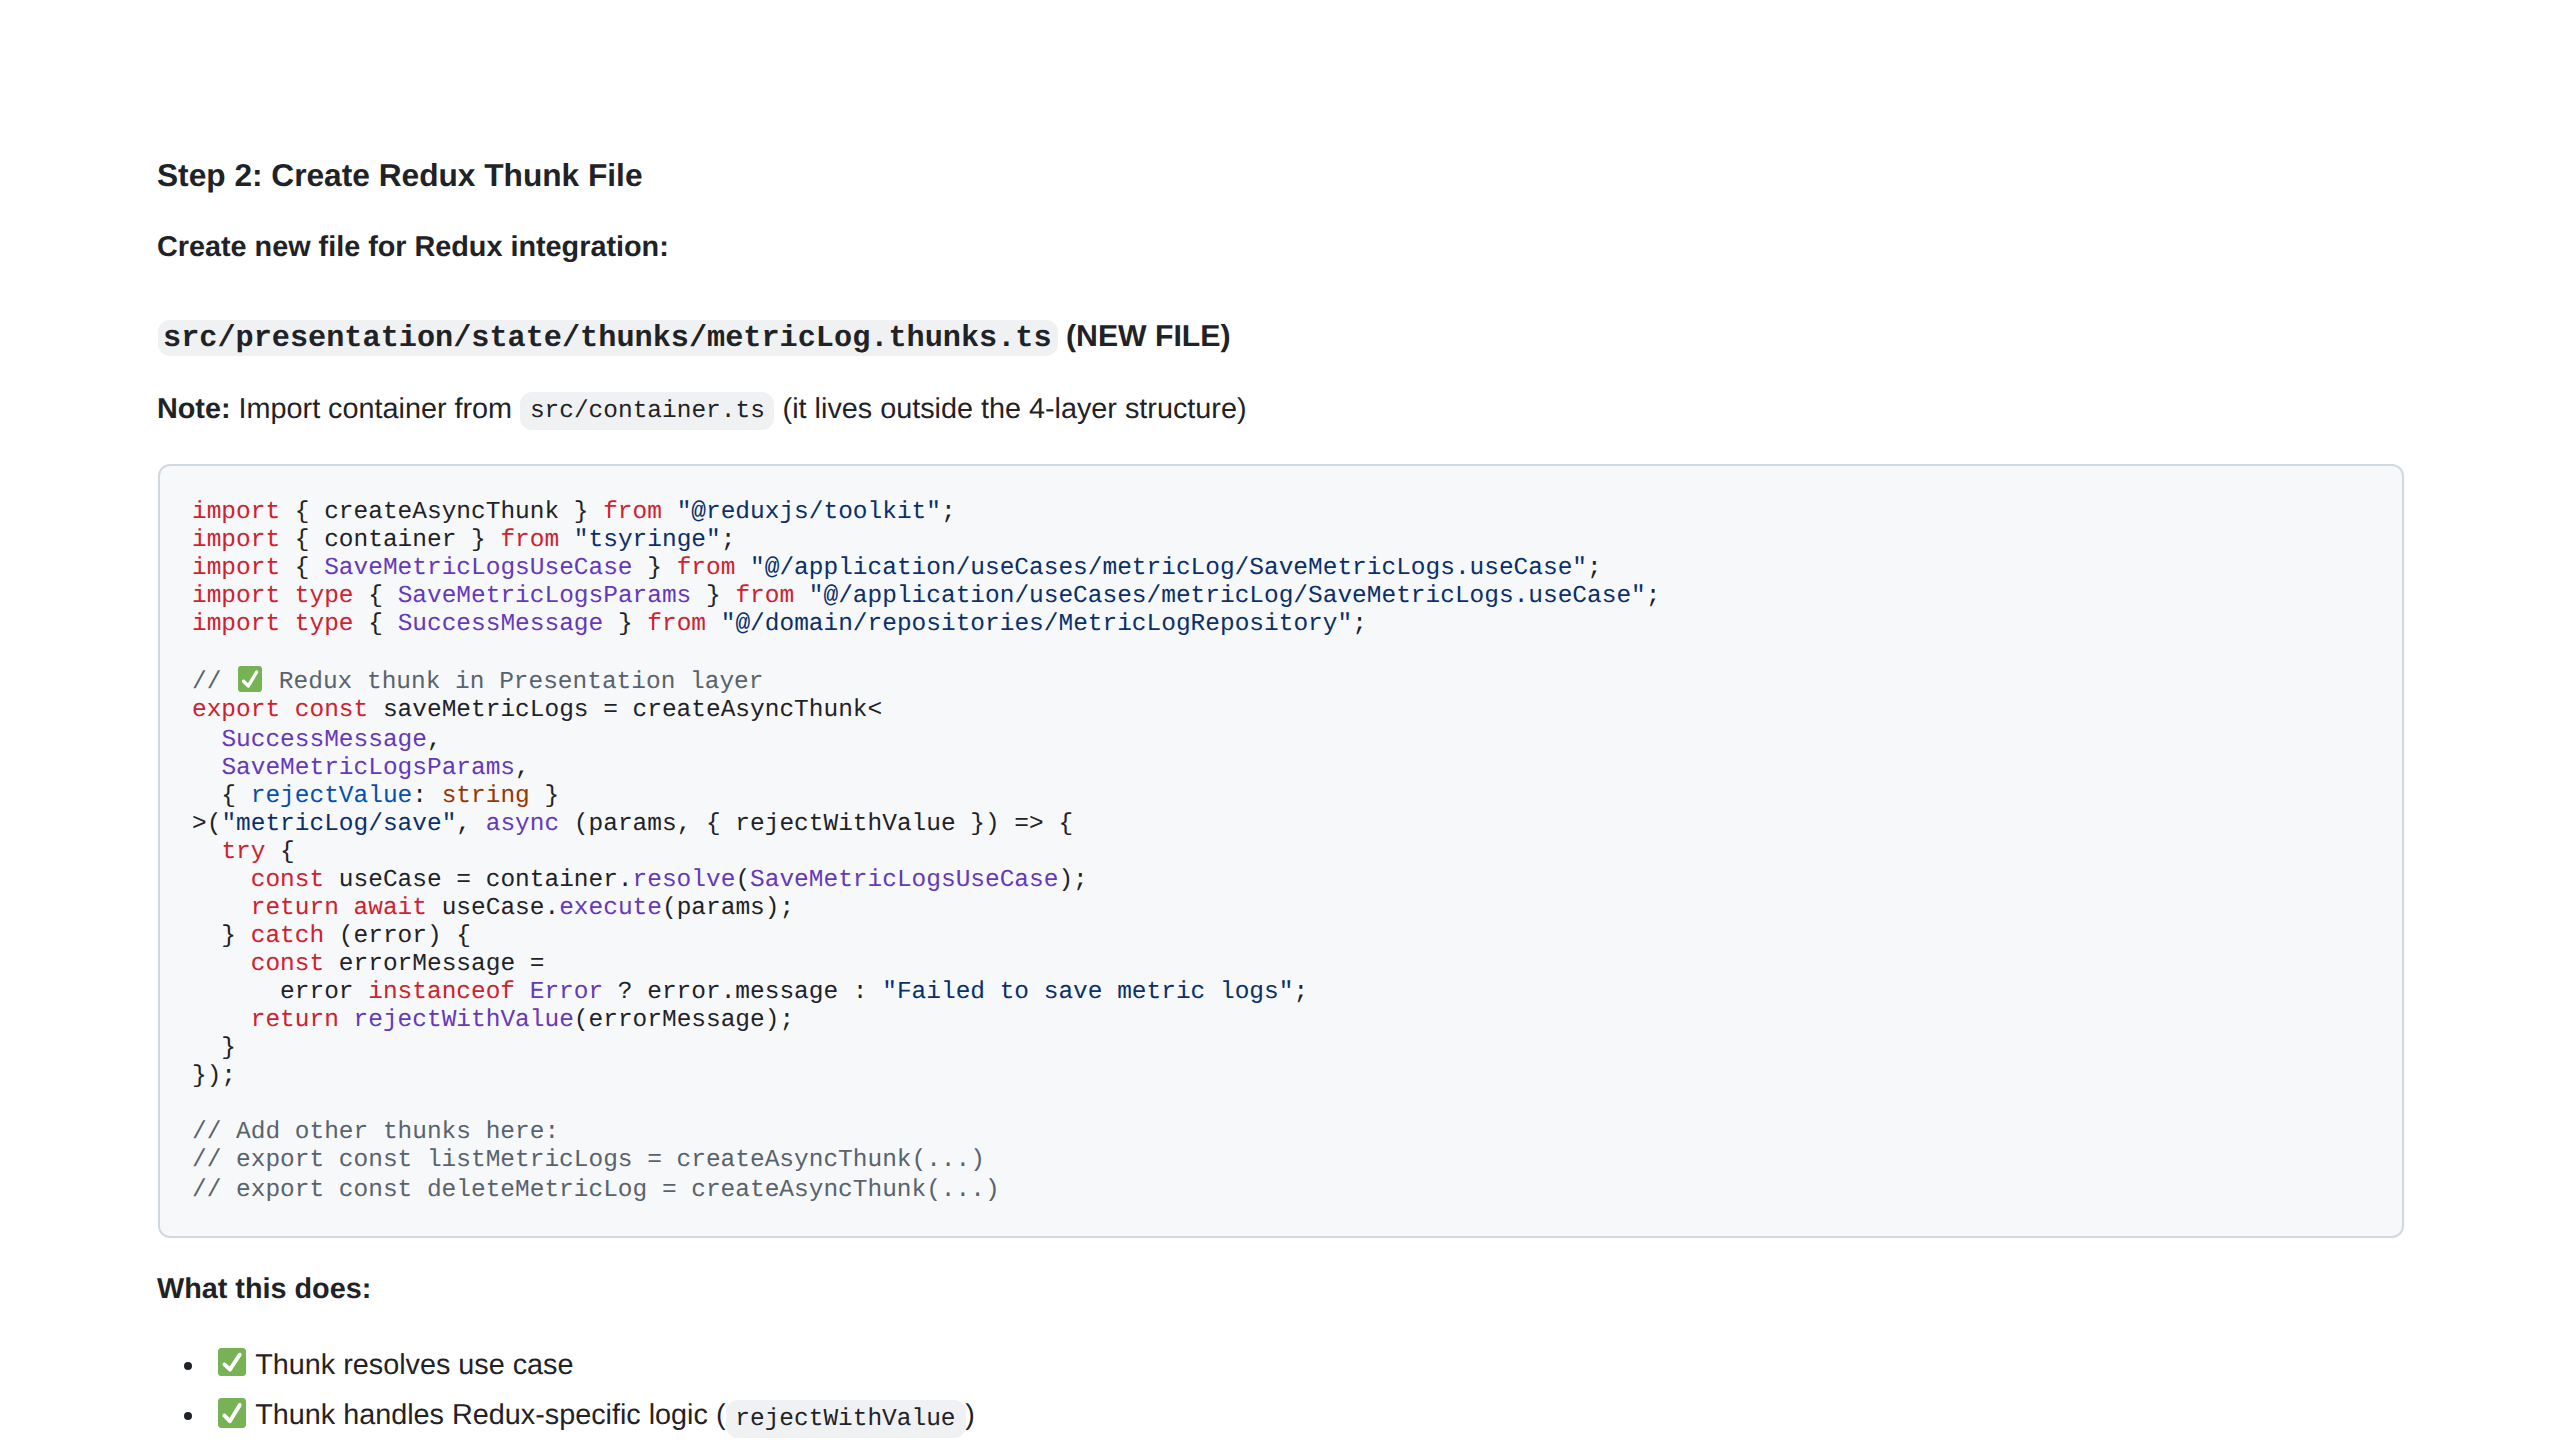 Step 2: Create Redux Thunk File
Create new file for Redux integration:
src/presentation/state/thunks/metricLog.thunks.ts (NEW FILE)
Note: Import container from src/container.ts (it lives outside the 4-layer structure)
import { createAsyncThunk } from "@reduxjs/toolkit";
import { container } from "tsyringe";
import { SaveMetricLogsUseCase } from "@/application/useCases/metricLog/SaveMetricLogs.useCase";
import type { SaveMetricLogsParams } from "@/application/useCases/metricLog/SaveMetricLogs.useCase";
import type { SuccessMessage } from "@/domain/repositories/MetricLogRepository";
// ✅ Redux thunk in Presentation layer
export const saveMetricLogs = createAsyncThunk<
  SuccessMessage,
  SaveMetricLogsParams,
  { rejectValue: string }
>("metricLog/save", async (params, { rejectWithValue }) => {
  try {
    const useCase = container.resolve(SaveMetricLogsUseCase);
    return await useCase.execute(params);
  } catch (error) {
    const errorMessage =
      error instanceof Error ? error.message : "Failed to save metric logs";
    return rejectWithValue(errorMessage);
  }
});
// Add other thunks here:
// export const listMetricLogs = createAsyncThunk(...)
// export const deleteMetricLog = createAsyncThunk(...)
What this does:
• ✅ Thunk resolves use case
• ✅ Thunk handles Redux-specific logic (rejectWithValue)